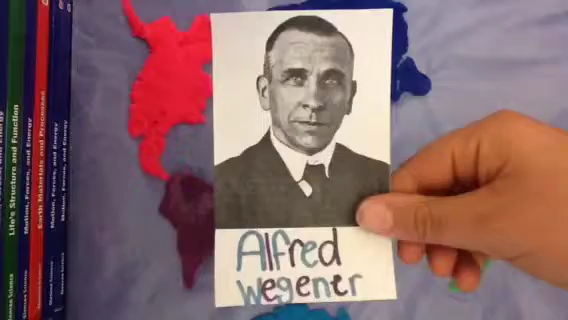 Alfred
wegener
Life's Structure and Function
Motion, Forces, and Energy
Earth Materials and Processes
Motion, Forces, and Energy
Motion, Forces, and Energy